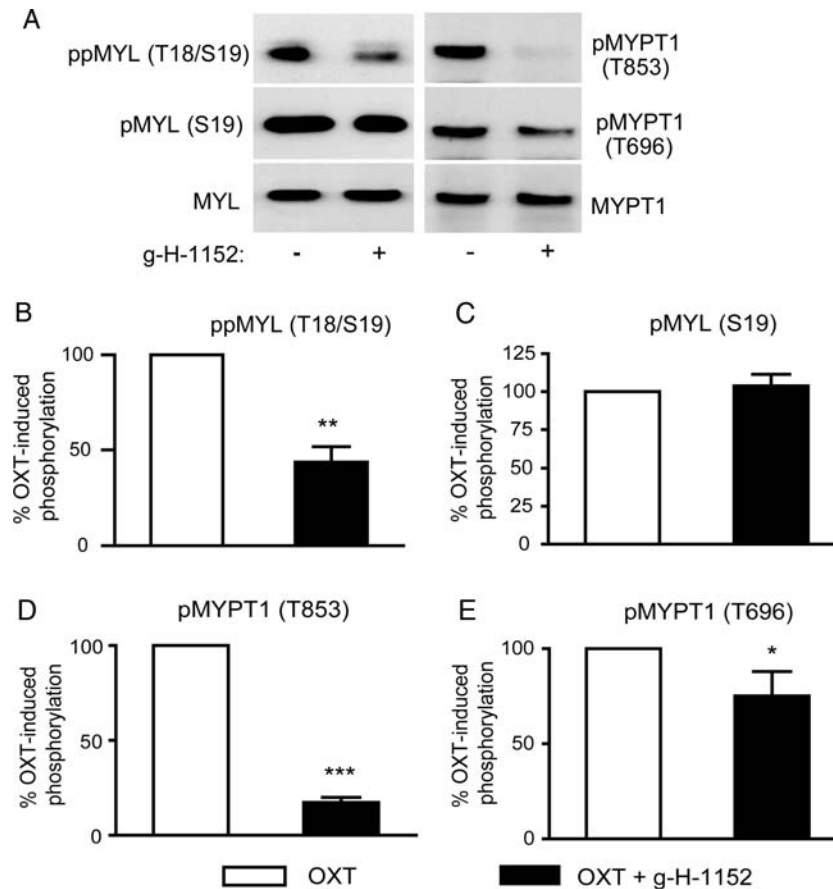 A
ppMYL (T18/S19)
pMYPT1
(T853)
pMYL (S19)
pMYPT1
(T696)
MYL
MYPT1
g-H-1152: - + - +
B
ppMYL (T18/S19)
% OXT-induced
phosphorylation
100
50
0
**
C
pMYL (S19)
% OXT-induced
phosphorylation
125
100
75
50
25
0
D
pMYPT1 (T853)
% OXT-induced
phosphorylation
100
50
0
***
E
pMYPT1 (T696)
% OXT-induced
phosphorylation
100
50
0
*
OXT
OXT + g-H-1152